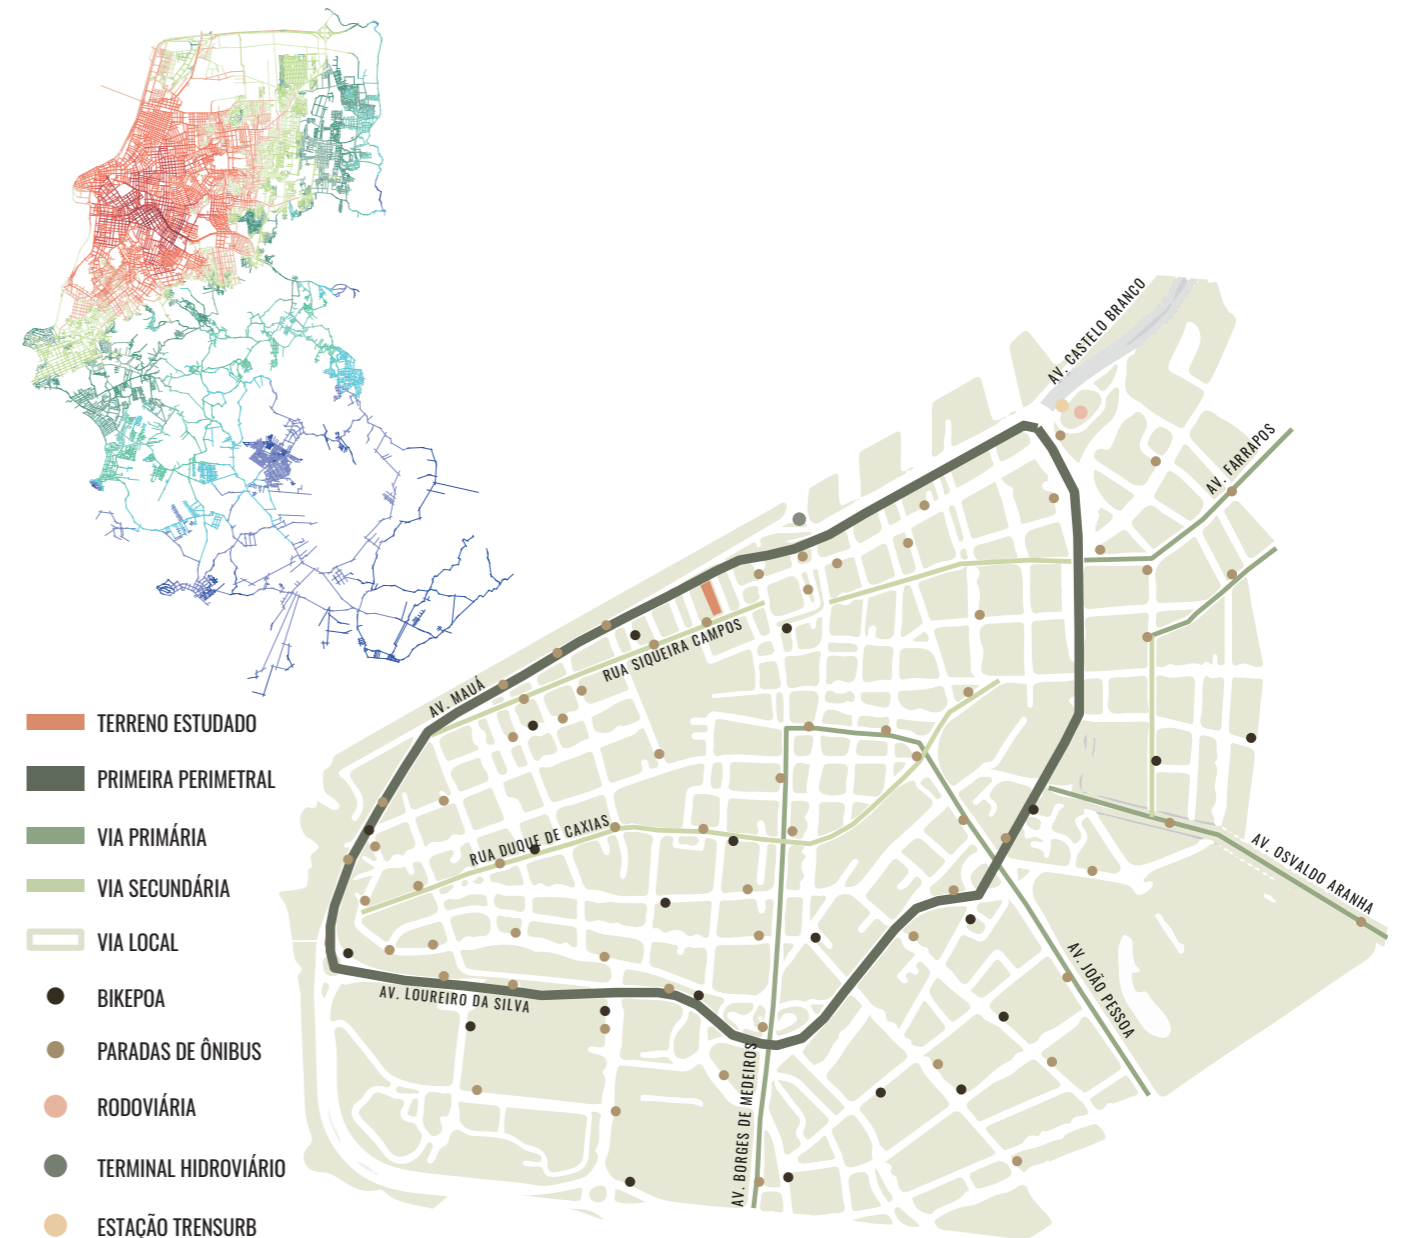 AV. CASTELO BRANCO
AV. FARRAPOS
RUA SIQUEIRA CAMPOS
AV. MAUÁ
TERRENO ESTUDADO
PRIMEIRA PERIMETRAL
VIA PRIMÁRIA
RUA DUQUE DE CAXIAS
AV. OSVALDO ARANHA
VIA SECUNDÁRIA
VIA LOCAL
AV. JOÃO PESSOA
BIKEPOA
AV. LOUREIRO DA SILVA
PARADAS DE ÔNIBUS
RODOVIÁRIA
AV. BORGES DE MEDEIROS
TERMINAL HIDROVIÁRIO
ESTAÇÃO TRENSURB